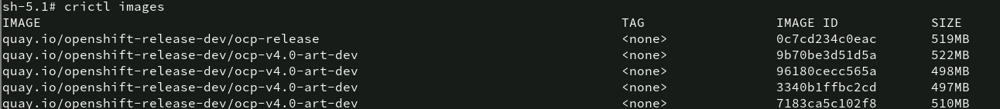 sh-5.1# crictl images
IMAGE TAG IMAGE ID SIZE
quay.io/openshift-release-dev/ocp-release <none> 0c7cd234c0eac 519MB
quay.io/openshift-release-dev/ocp-v4.0-art-dev <none> 9b70be3d51d5a 522MB
quay.io/openshift-release-dev/ocp-v4.0-art-dev <none> 96180cecc565a 498MB
quay.io/openshift-release-dev/ocp-v4.0-art-dev <none> 3340b1ffbc2cd 497MB
quay.io/openshift-release-dev/ocp-v4.0-art-dev <none> 7183ca5c102f8 510MB